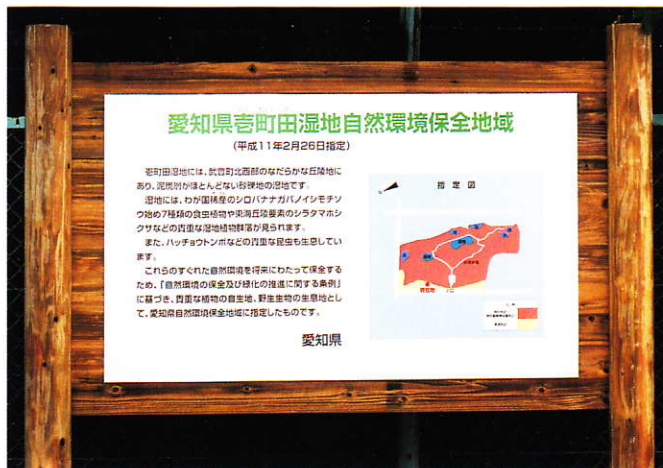 愛知県壱町田湿地自然環境保全地域
(平成11年2月26日指定)
壱町田湿地には、武豊町北西部のなだらかな丘陵地に
あり、泥炭層がほとんどない砂礫地の湿地です。
湿地には、わが国稀産のシロバナナガバノイシモチソ
ウ始め7種類の食虫植物や東海丘陵要素のシラタマホシ
クサなどの貴重な湿地植物群落が見られます。
また、ハッチョウトンボなどの貴重な昆虫も生息してい
ます。
これらのすぐれた自然環境を将来にわたって保全する
ため、「自然環境の保全及び緑化の推進に関する条例」
に基づき、貴重な植物の自生地、野生生物の生息地とし
て、愛知県自然環境保全地域に指定したものです。
愛知県
指定図
現在地